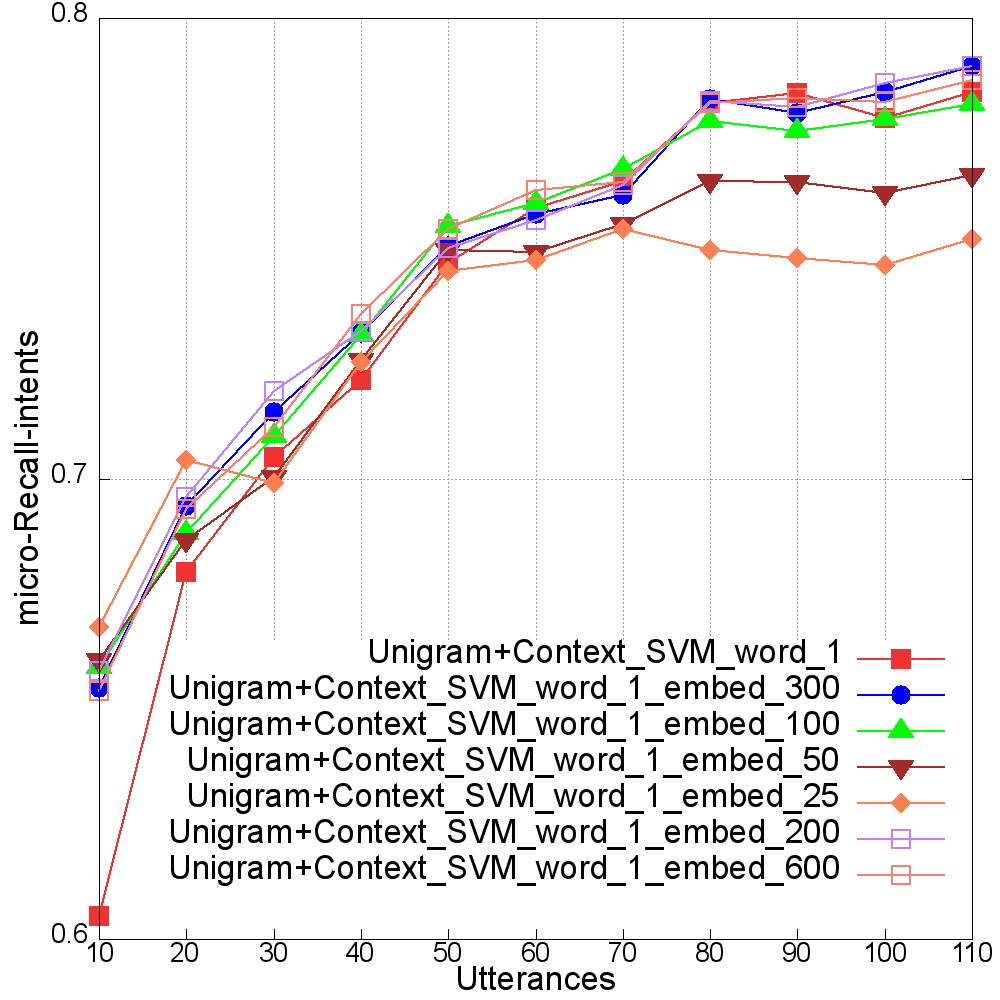 0.8
0.7
0.6
micro-Recall-intents
Unigram+Context_SVM_word_1
Unigram+Context_SVM_word_1_embed_300
Unigram+Context_SVM_word_1_embed_100
Unigram+Context_SVM_word_1_embed_50
Unigram+Context_SVM_word_1_embed_25
Unigram+Context_SVM_word_1_embed_200
Unigram+Context_SVM_word_1_embed_600
10 20 30 40 50 60 70 80 90 100 110
Utterances